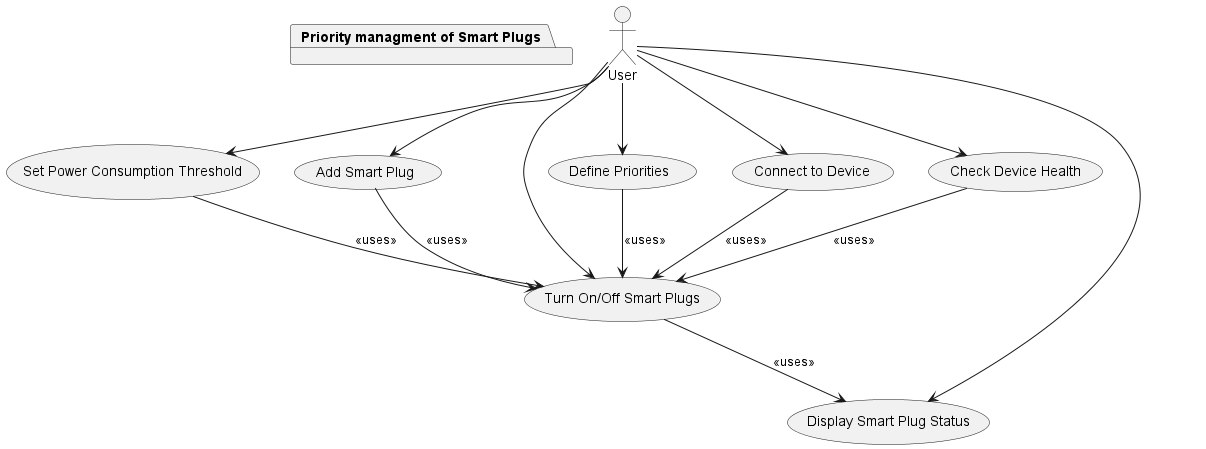 Priority managment of Smart Plugs
User
Set Power Consumption Threshold
Add Smart Plug
Define Priorities
Connect to Device
Check Device Health
«uses»
«uses»
«uses»
«uses»
«uses»
Turn On/Off Smart Plugs
«uses»
Display Smart Plug Status